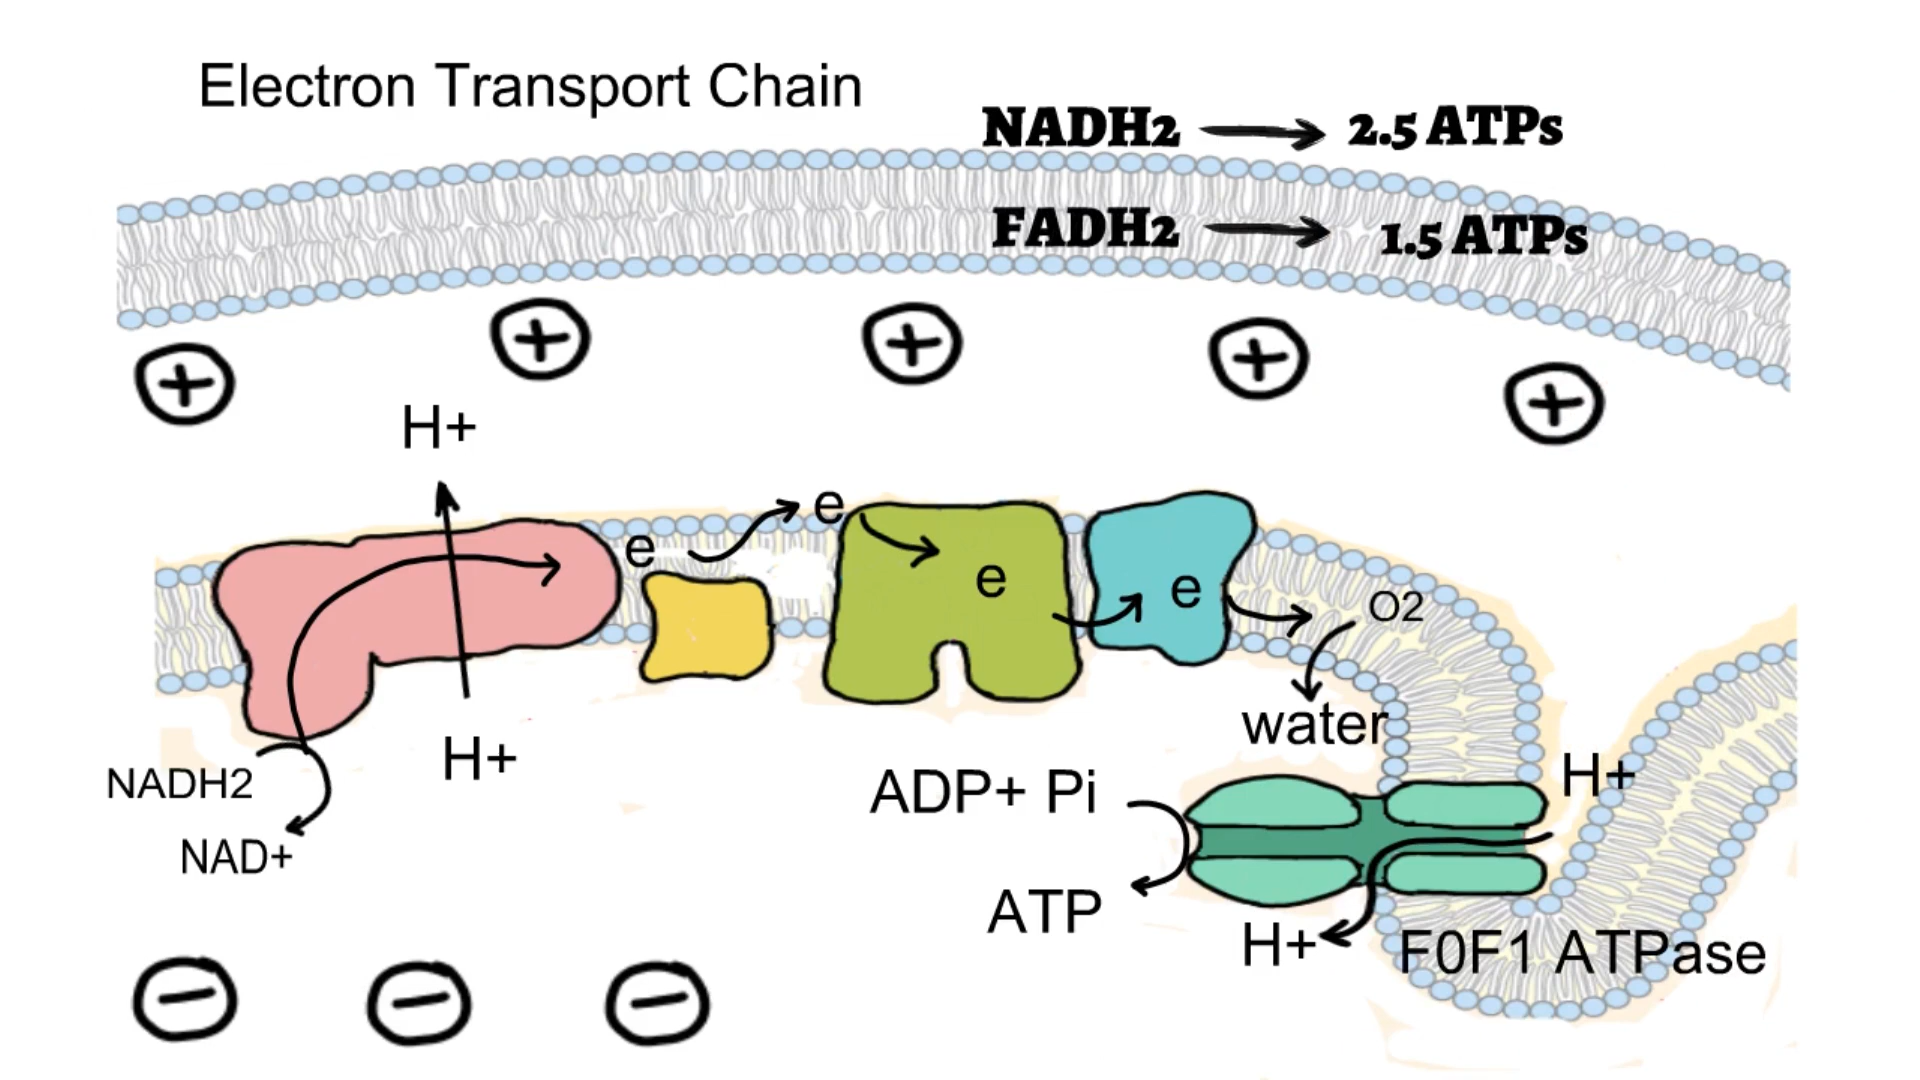 Electron Transport Chain
NADH2 → 2.5 ATPs
FADH2 → 1.5 ATPs
H+
e
e
e
e
O2
water
H+
NADH2
NAD+
H+
ADP+ Pi
ATP
H+
F0F1 ATPase